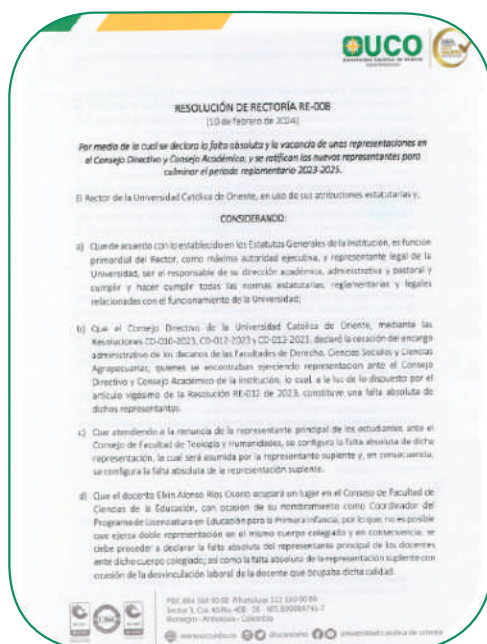 UCO
UNIVERSIDAD CATÓLICA DE ORIENTE
RESOLUCIÓN DE RECTORÍA RE-008
(10 de febrero de 2024)
Por medio de la cual se declara la falta absoluta y la vacancia de unas representaciones en
el Consejo Directivo y Consejo Académico, y se ratifican los nuevos representantes para
culminar el periodo reglamentario 2023-2025.
El Rector de la Universidad Católica de Oriente, en uso de sus atribuciones estatutarias y,
CONSIDERANDO:
a) Que de acuerdo con lo establecido en los Estatutos Generales de la Institución, es función
primordial del Rector, como máxima autoridad ejecutiva, y representante legal de la
Universidad, ser el responsable de su dirección académica, administrativa y pastoral y
cumplir y hacer cumplir todas las normas estatutarias, reglamentarias y legales
relacionadas con el funcionamiento de la Universidad;
b) Que el Consejo Directivo de la Universidad Católica de Oriente, mediante las
Resoluciones CD-010-2023, CD-012-2023 y CD-013-2023, declaró la cesación del encargo
administrativo de los decanos de las Facultades de Derecho, Ciencias Sociales y Ciencias
Agropecuarias; quienes se encontraban ejerciendo representación ante el Consejo
Directivo y Consejo Académico de la institución, lo cual, a la luz de lo dispuesto por el
artículo vigésimo de la Resolución RE-012 de 2023, constituye una falta absoluta de
dichos representantes.
c) Que atendiendo a la renuncia de la representante principal de los estudiantes ante el
Consejo de Facultad de Teología y Humanidades, se configura la falta absoluta de dicha
representación, la cual será asumida por la representante suplente y, en consecuencia,
se configura la falta absoluta de la representación suplente.
d) Que el docente Elkin Alonso Ríos Osorio ocupará un lugar en el Consejo de Facultad de
Ciencias de la Educación, con ocasión de su nombramiento como Coordinador del
Programa de Licenciatura en Educación para la Primera Infancia, por lo que, no es posible
que ejerza doble representación en el mismo cuerpo colegiado y en consecuencia, se
debe proceder a declarar la falta absoluta del representante principal de los docentes
ante dicho cuerpo colegiado; así como la falta absoluta de la representación suplente con
ocasión de la desvinculación laboral de la docente que ocupaba dicha calidad.
Rionegro - Antioquia - Colombia
www.uco.edu.co universidad católica de oriente